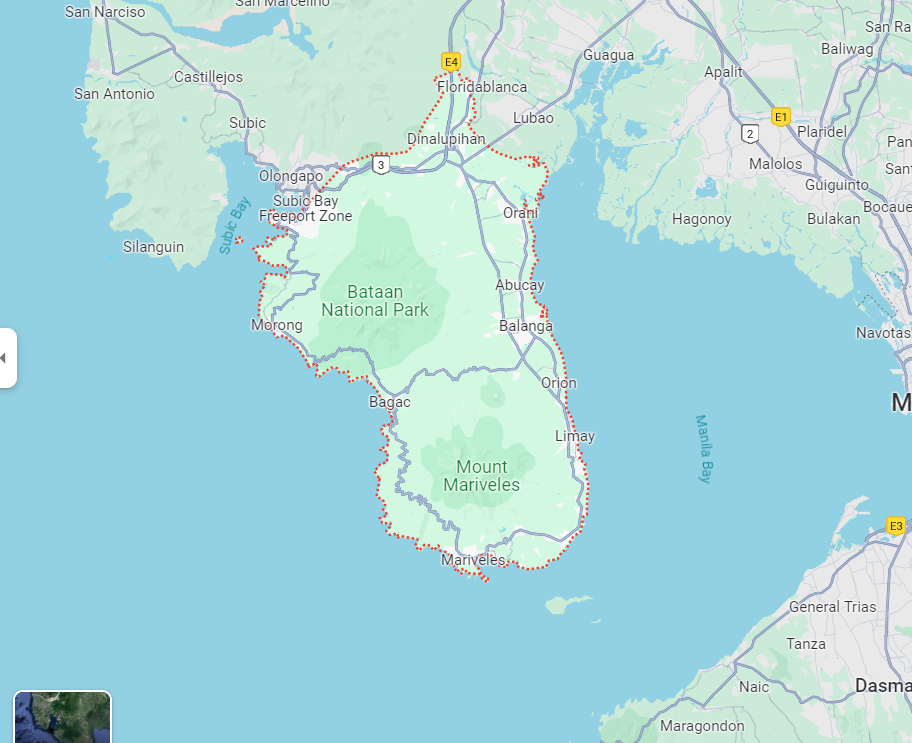 San Narciso
San Marcelino
San Ra
Baliwag
Guagua
E4
Castillejos
Apalit
San Antonio
Floridablanca
Lubao
E1
Subic
2
Plaridel
Dinalupihan
Pan
3
Malolos
San
Olongapo
Guiguinto
Subic Bay
Freeport Zone
Bocaue
Orani
Hagonoy
Bulakan
Subic Bay
Silanguin
Abucay
Bataan
National Park
Morong
Balanga
Navotas
Orion
Bagac
M
Limay
Manila Bay
Mount
Mariveles
E3
Mariveles
General Trias
Tanza
Naic
Dasma
Maragondon